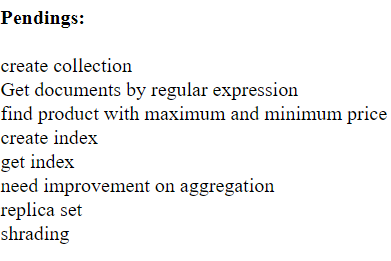 Pendings:
create collection
Get documents by regular expression
find product with maximum and minimum price
create index
get index
need improvement on aggregation
replica set
shrading